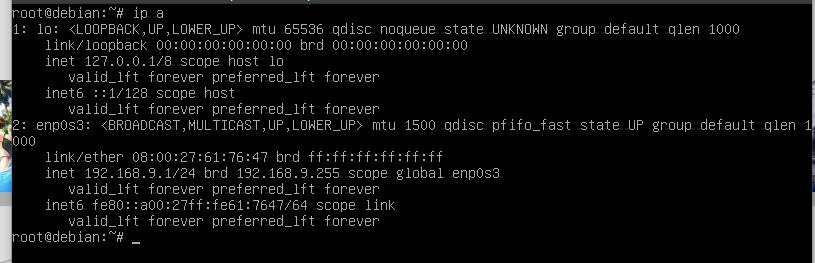 root@debian:~# ip a
1: lo: <LOOPBACK,UP,LOWER_UP> mtu 65536 qdisc noqueue state UNKNOWN group default qlen 1000
    link/loopback 00:00:00:00:00:00 brd 00:00:00:00:00:00
    inet 127.0.0.1/8 scope host lo
       valid_lft forever preferred_lft forever
    inet6 ::1/128 scope host
       valid_lft forever preferred_lft forever
2: enp0s3: <BROADCAST,MULTICAST,UP,LOWER_UP> mtu 1500 qdisc pfifo_fast state UP group default qlen 1
000
    link/ether 08:00:27:61:76:47 brd ff:ff:ff:ff:ff:ff
    inet 192.168.9.1/24 brd 192.168.9.255 scope global enp0s3
       valid_lft forever preferred_lft forever
    inet6 fe80::a00:27ff:fe61:7647/64 scope link
       valid_lft forever preferred_lft forever
root@debian:~# _